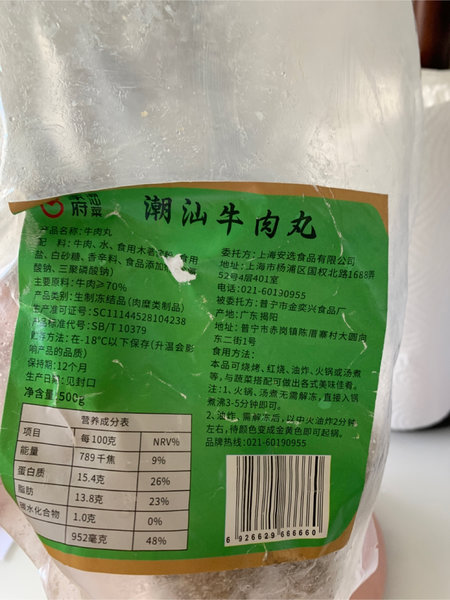 潮汕牛肉丸
产品名称:牛肉丸
配 料:牛肉、水、食用木薯 食用
盐、白砂糖、香辛料、食品添加
酸钠、三聚磷酸钠)
主要原料:牛肉≥70%
产品类别:生制冻结品(肉糜类制品)
生产许可证号:SC11144528104238
产品标准代号:SB/T 10379
贮存方法:在-18℃以下保存(升温会影
响产品的品质)
保持期:12个月
生产日期:见封口
净含量:500g
委托方:上海安选食品有限公司
地址:上海市杨浦区国权北路1688弄
52号4层401室
电话:021-60190955
被委托方:普宁市金奕兴食品厂
产地:广东揭阳
地址:普宁市赤岗镇陈厝寨村大圆向
东二街1号
食用方法:
本品可烧烤、红烧、油炸、火锅或汤煮
等,与蔬菜搭配可做出各式美味佳肴。
注:1、火锅、汤煮无需解冻,直接入锅
煮沸3-5分钟即可。
2、油炸、需解冻后,以中火油炸2分钟
左右,待颜色变成金黄色即可起锅。
品牌热线:021-60190955
营养成分表
项目 每100克 NRV%
能量 789千焦 9%
蛋白质 15.4克 26%
脂肪 13.8克 23%
碳水化合物 1.0克 0%
952毫克 48%
6 926629 666660